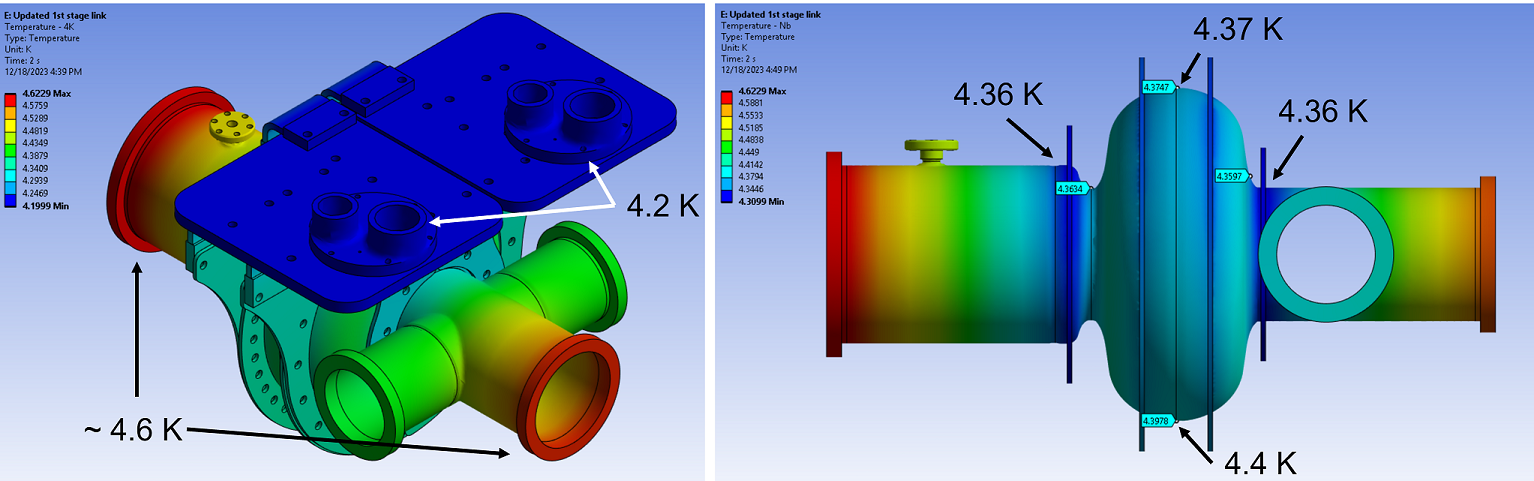 E: Updated 1st stage link
Temperature - 4K
Type: Temperature
Unit: K
Time: 2 s
12/18/2023 4:39 PM
4.6229 Max
4.5759
4.5289
4.4819
4.4349
4.3879
4.3409
4.2939
4.2469
4.1999 Min
4.2 K
~ 4.6 K
E: Updated 1st stage link
Temperature - Nb
Type: Temperature
Unit: K
Time: 2 s
12/18/2023 4:49 PM
4.6229 Max
4.5881
4.5533
4.5185
4.4838
4.449
4.4142
4.3794
4.3446
4.3099 Min
4.37 K
4.36 K
4.36 K
4.3747
4.3634
4.3597
4.3978
4.4 K